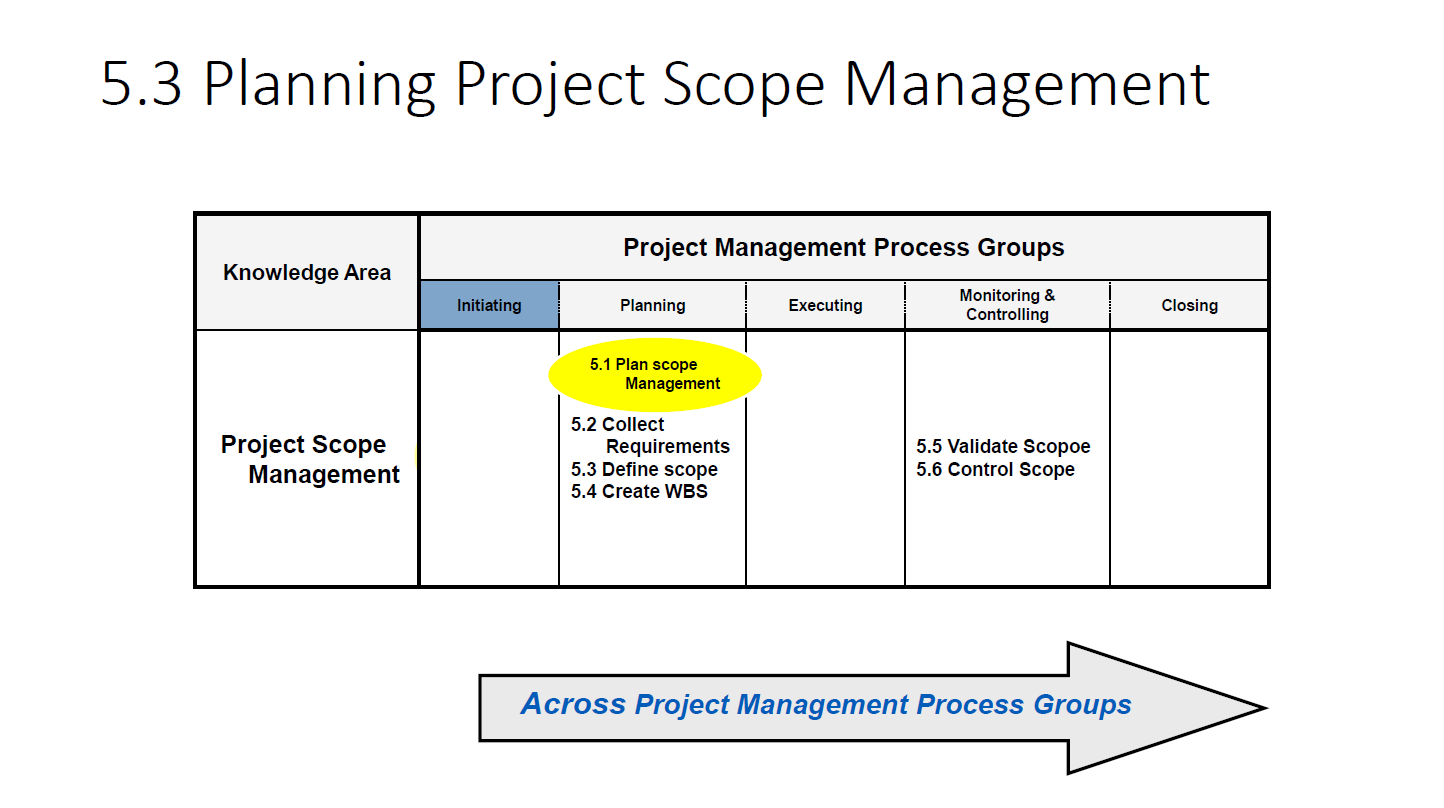 5.3 Planning Project Scope Management
Knowledge Area
Project Management Process Groups
Initiating
Planning
Executing
Monitoring &
Controlling
Closing
Project Scope
Management
5.1 Plan scope
Management
5.2 Collect
Requirements
5.3 Define scope
5.4 Create WBS
5.5 Validate Scopoe
5.6 Control Scope
Across Project Management Process Groups